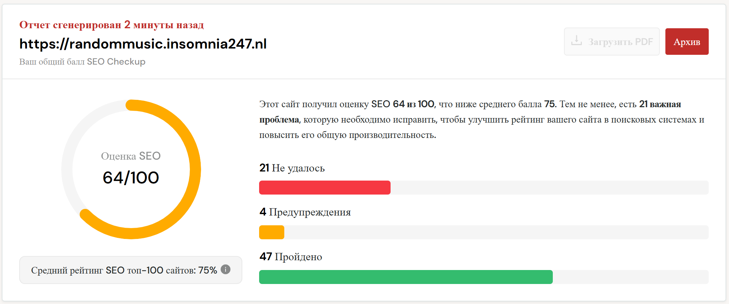 Отчет сгенерирован 2 минуты назад
https://randommusic.insomnia247.nl
Ваш общий балл SEO Checkup
Загрузить PDF
Архив
Оценка SEO
64/100
Средний рейтинг SEO топ-100 сайтов: 75%
Этот сайт получил оценку SEO 64 из 100, что ниже среднего балла 75. Тем не менее, есть 21 важная
проблема, которую необходимо исправить, чтобы улучшить рейтинг вашего сайта в поисковых системах и
повысить его общую производительность.
21 Не удалось
4 Предупреждения
47 Пройдено